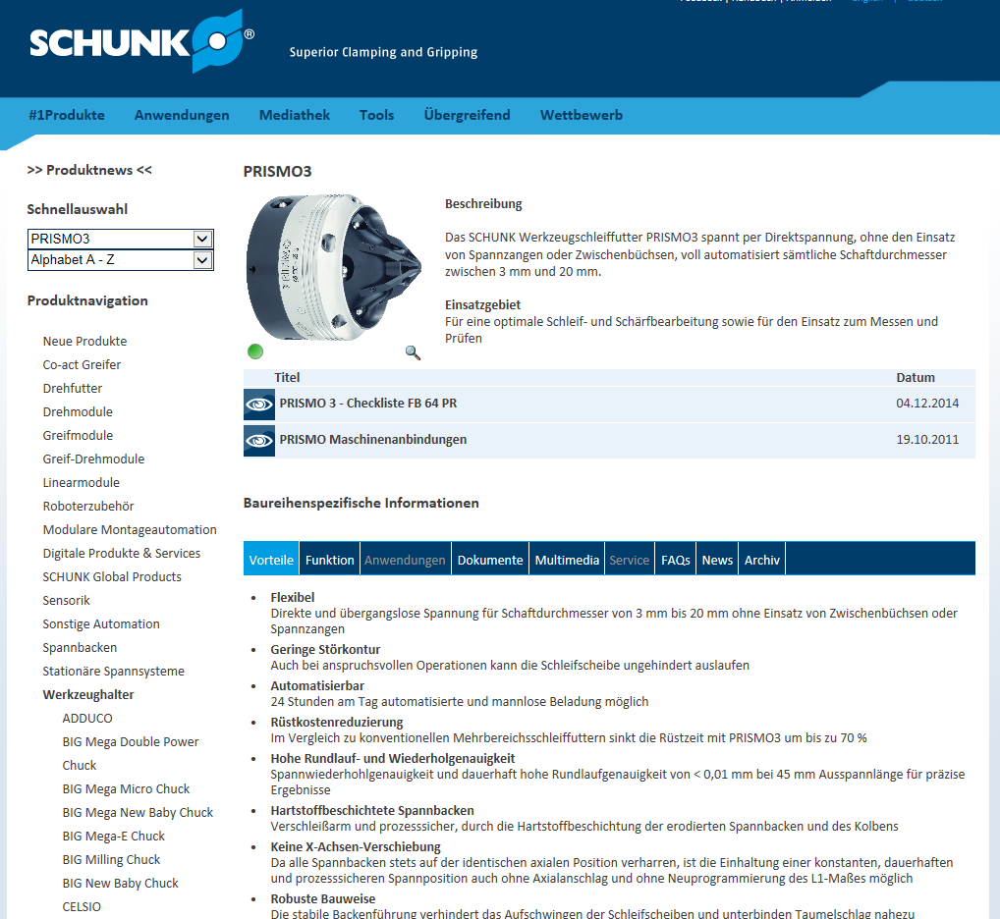 Feedback | Handbuch | Anmelden English | Deutsch
SCHUNK ®
Superior Clamping and Gripping
#1Produkte Anwendungen Mediathek Tools Übergreifend Wettbewerb
>> Produktnews <<
Schnellauswahl
PRISMO3
Alphabet A - Z
Produktnavigation
Neue Produkte
Co-act Greifer
Drehfutter
Drehmodule
Greifmodule
Greif-Drehmodule
Linearmodule
Roboterzubehör
Modulare Montageautomation
Digitale Produkte & Services
SCHUNK Global Products
Sensorik
Sonstige Automation
Spannbacken
Stationäre Spannsysteme
Werkzeughalter
ADDUCO
BIG Mega Double Power
Chuck
BIG Mega Micro Chuck
BIG Mega New Baby Chuck
BIG Mega-E Chuck
BIG Milling Chuck
BIG New Baby Chuck
CELSIO
PRISMO3
Beschreibung
Das SCHUNK Werkzeugschleiffutter PRISMO3 spannt per Direktspannung, ohne den Einsatz
von Spannzangen oder Zwischenbüchsen, voll automatisiert sämtliche Schaftdurchmesser
zwischen 3 mm und 20 mm.
Einsatzgebiet
Für eine optimale Schleif- und Schärfbearbeitung sowie für den Einsatz zum Messen und
Prüfen
Titel Datum
PRISMO 3 - Checkliste FB 64 PR 04.12.2014
PRISMO Maschinenanbindungen 19.10.2011
Baureihenspezifische Informationen
Vorteile Funktion Anwendungen Dokumente Multimedia Service FAQs News Archiv
• Flexibel
Direkte und übergangslose Spannung für Schaftdurchmesser von 3 mm bis 20 mm ohne Einsatz von Zwischenbüchsen oder
Spannzangen
• Geringe Störkontur
Auch bei anspruchsvollen Operationen kann die Schleifscheibe ungehindert auslaufen
• Automatisierbar
24 Stunden am Tag automatisierte und mannlose Beladung möglich
• Rüstkostenreduzierung
Im Vergleich zu konventionellen Mehrbereichsschleiffuttern sinkt die Rüstzeit mit PRISMO3 um bis zu 70 %
• Hohe Rundlauf- und Wiederholgenauigkeit
Spannwiederhohlgenauigkeit und dauerhaft hohe Rundlaufgenauigkeit von < 0,01 mm bei 45 mm Ausspannlänge für präzise
Ergebnisse
• Hartstoffbeschichtete Spannbacken
Verschleißarm und prozesssicher, durch die Hartstoffbeschichtung der erodierten Spannbacken und des Kolbens
• Keine X-Achsen-Verschiebung
Da alle Spannbacken stets auf der identischen axialen Position verharren, ist die Einhaltung einer konstanten, dauerhaften
und prozesssicheren Spannposition auch ohne Axialanschlag und ohne Neuprogrammierung des L1-Maßes möglich
• Robuste Bauweise
Die stabile Backenführung verhindert das Aufschwingen der Schleifscheiben und unterbinden Taumelschlag nahezu